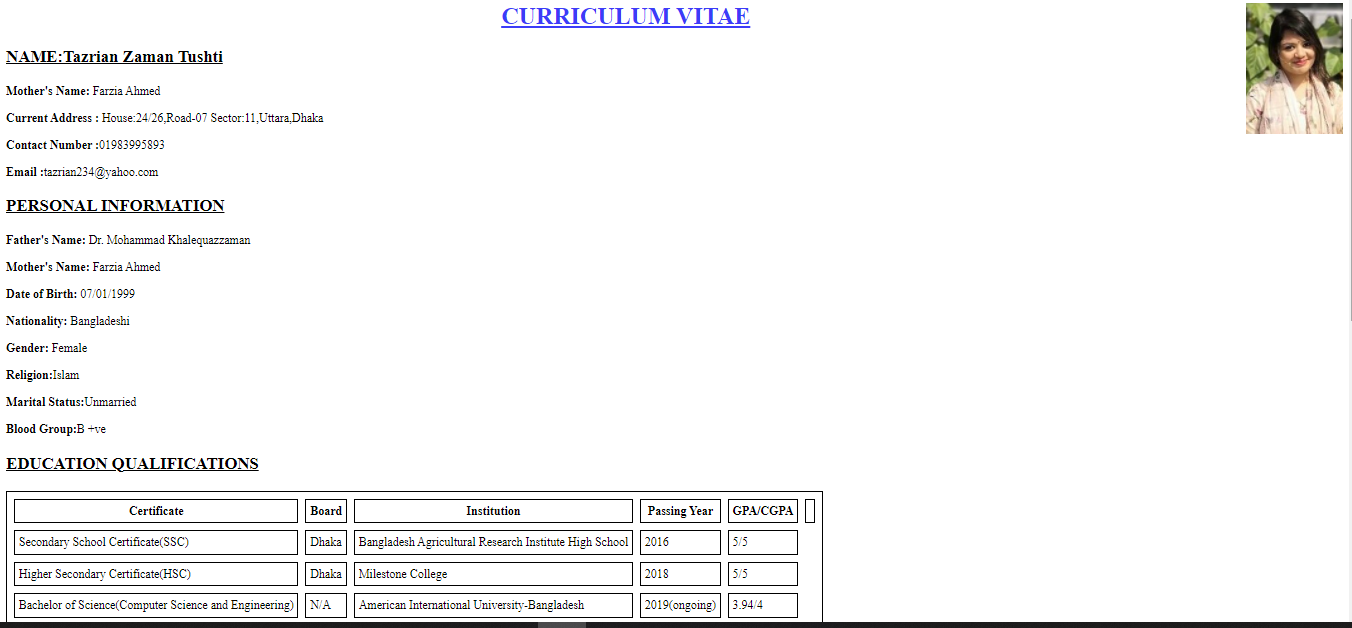 CURRICULUM VITAE
NAME:Tazrian Zaman Tushti
Mother's Name: Farzia Ahmed
Current Address : House:24/26,Road-07 Sector:11,Uttara,Dhaka
Contact Number :01983995893
Email :tazrian234@yahoo.com
PERSONAL INFORMATION
Father's Name: Dr. Mohammad Khalequazzaman
Mother's Name: Farzia Ahmed
Date of Birth: 07/01/1999
Nationality: Bangladeshi
Gender: Female
Religion:Islam
Marital Status:Unmarried
Blood Group:B +ve
EDUCATION QUALIFICATIONS
Certificate Board Institution Passing Year GPA/CGPA
Secondary School Certificate(SSC) Dhaka Bangladesh Agricultural Research Institute High School 2016 5/5
Higher Secondary Certificate(HSC) Dhaka Milestone College 2018 5/5
Bachelor of Science(Computer Science and Engineering) N/A American International University-Bangladesh 2019(ongoing) 3.94/4